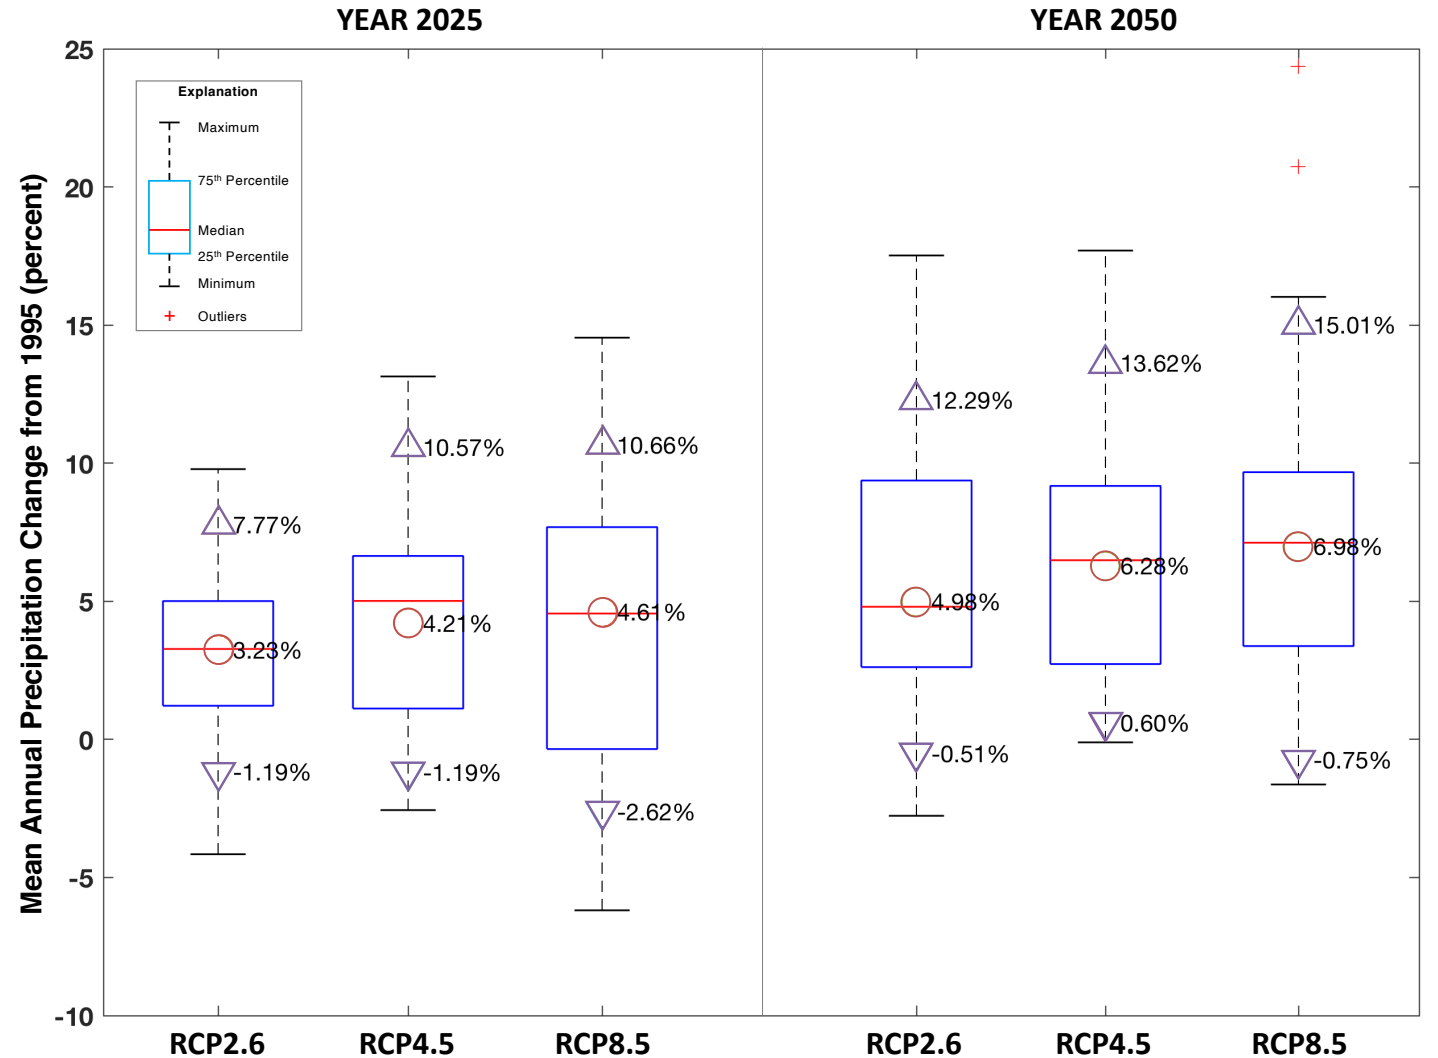 YEAR 2025
YEAR 2050
Mean Annual Precipitation Change from 1995 (percent)
25
20
15
10
5
0
-5
-10
Explanation
Maximum
75th Percentile
Median
25th Percentile
Minimum
Outliers
7.77%
3.23%
-1.19%
10.57%
4.21%
-1.19%
10.66%
4.61%
-2.62%
12.29%
4.98%
-0.51%
13.62%
6.28%
0.60%
15.01%
6.98%
-0.75%
RCP2.6
RCP4.5
RCP8.5
RCP2.6
RCP4.5
RCP8.5